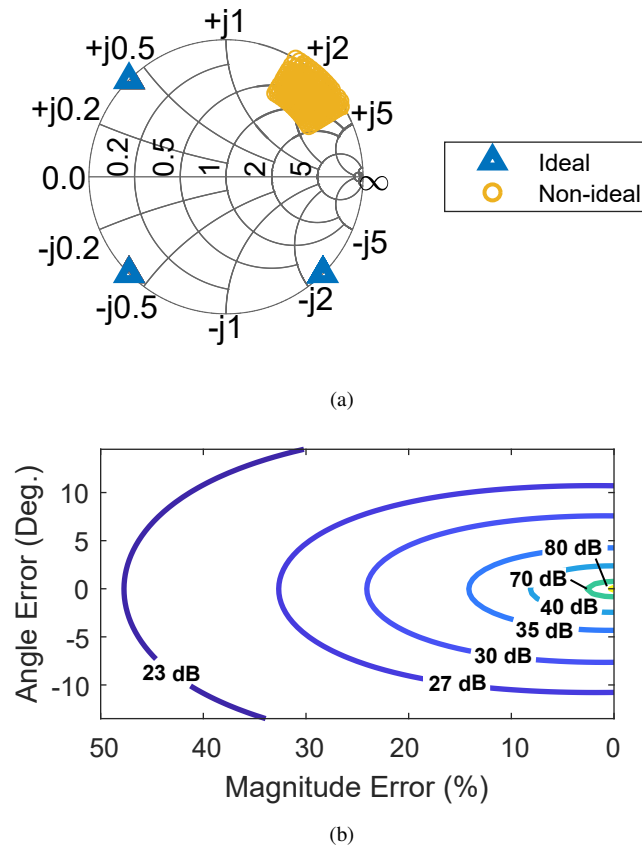 +j1
+j0.5
+j2
+j0.2
+j5
0.0
0.2
0.5
1
2
5
∞
-j0.2
-j5
-j0.5
-j2
-j1
Ideal
Non-ideal
(a)
Angle Error (Deg.)
10
5
0
-5
-10
80 dB
70 dB
40 dB
35 dB
30 dB
27 dB
23 dB
50 40 30 20 10 0
Magnitude Error (%)
(b)